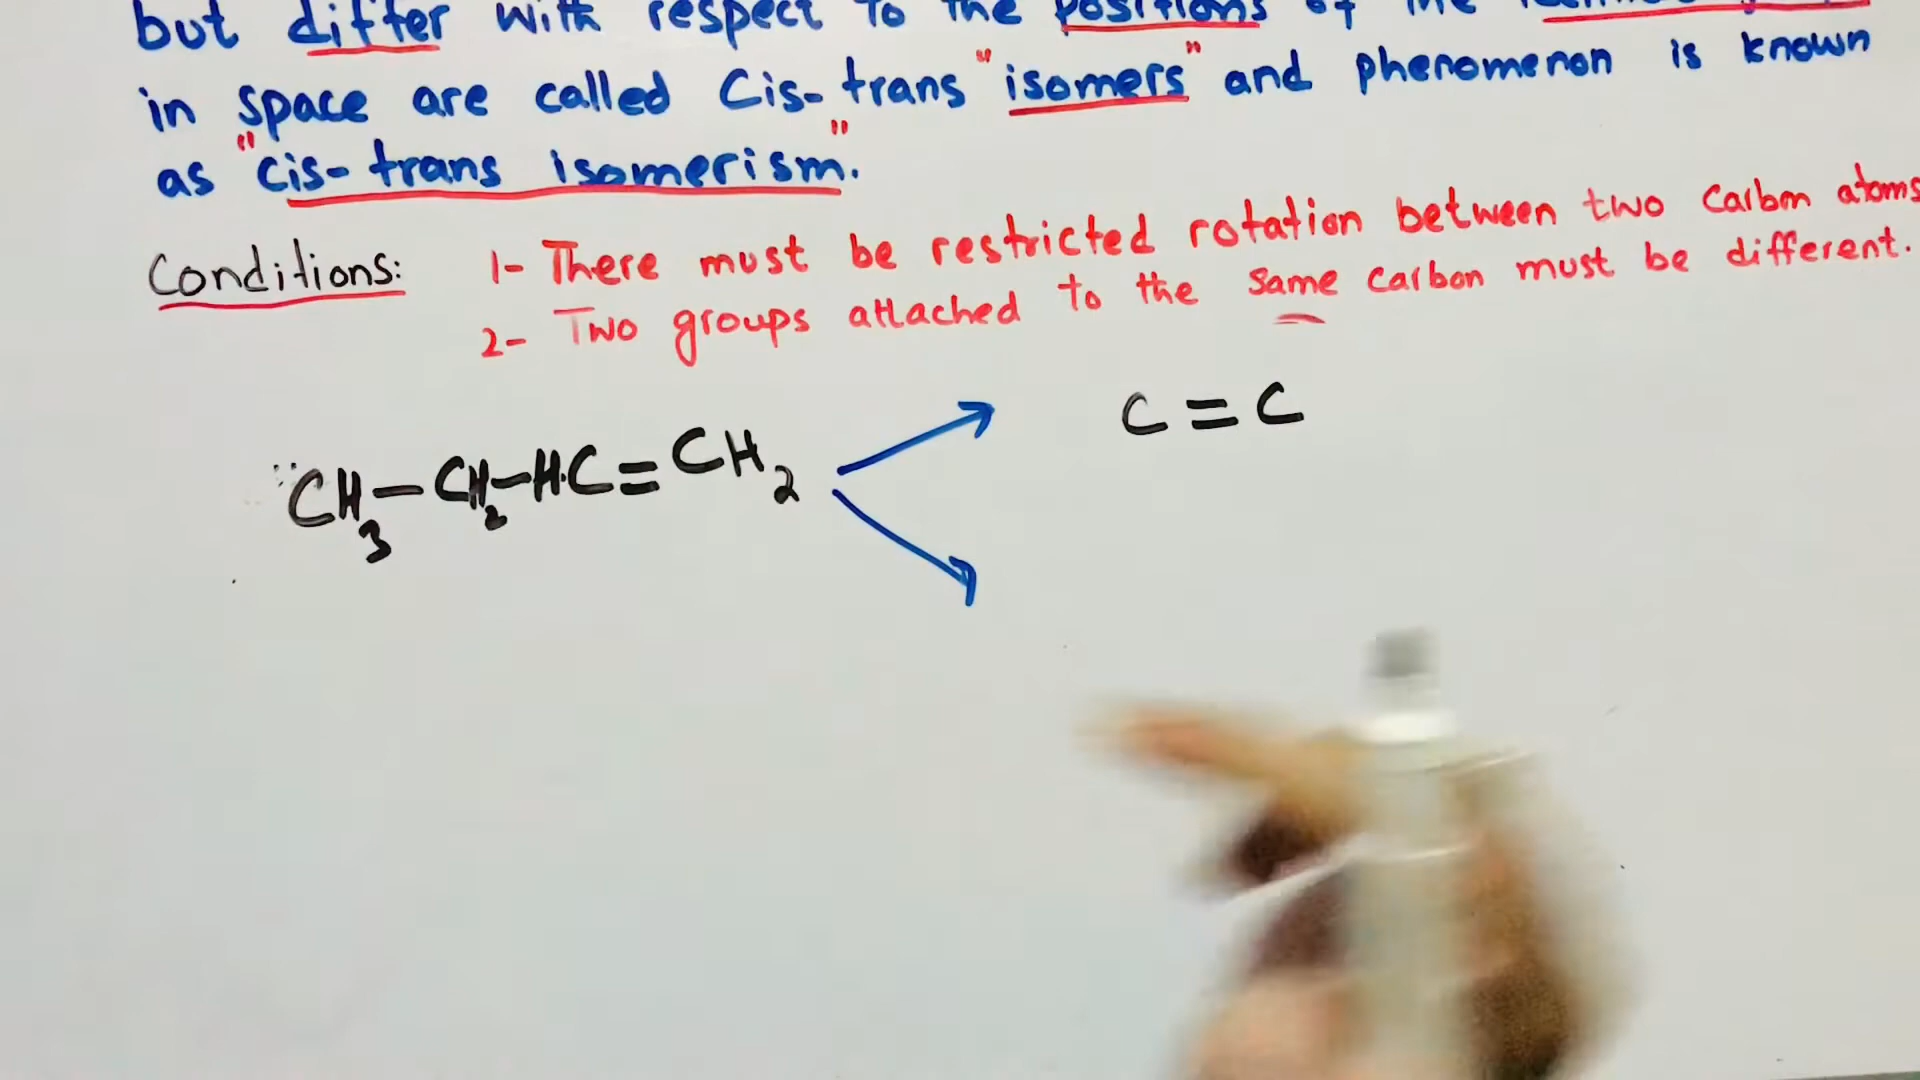 but differ with respect to the positions of the
in space are called Cis-trans "isomers" and phenomenon is known
as "cis-trans isomerism".
Conditions: 1- There must be restricted rotation between two carbon atoms
2- Two groups attached to the same carbon must be different.
C=C
CH3-CH2-HC=CH2